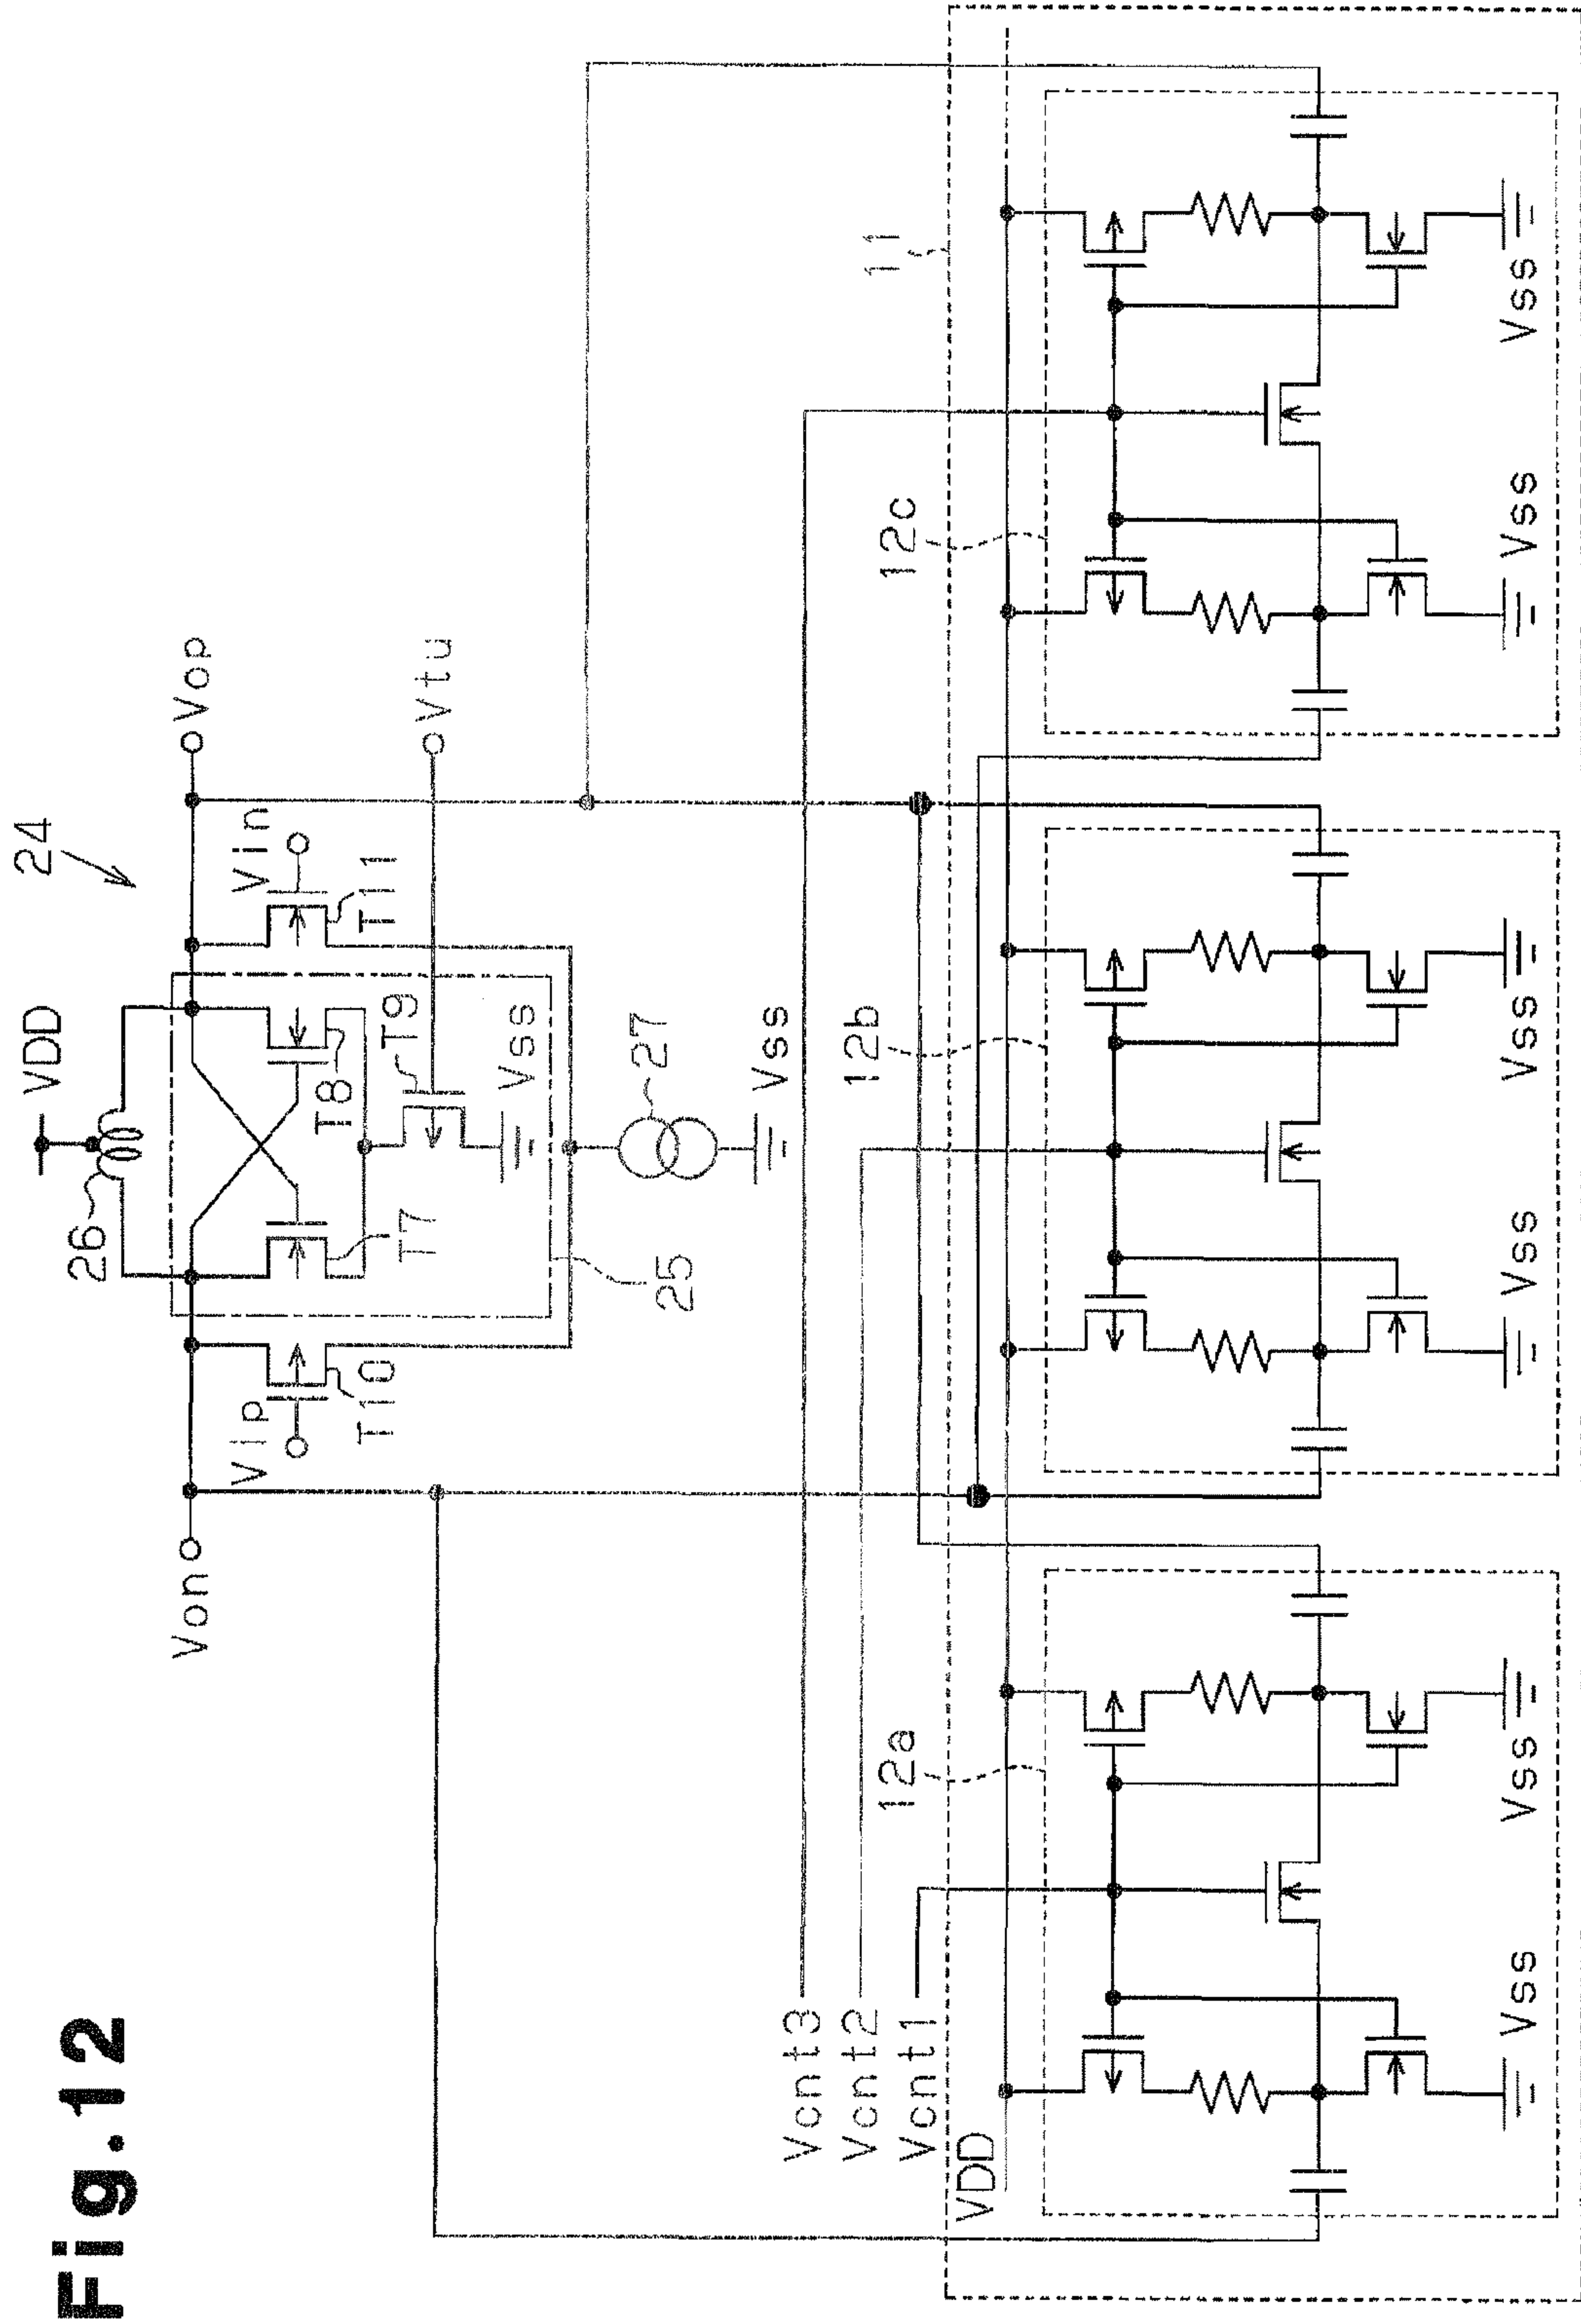 Fig.12
24
VDD
26
Von
Vop
Vip
Vin
T10
T11
T7
T8
T9
Vtu
Vss
25
27
Vss
Vcnt3
Vcnt2
Vcnt1
VDD
11
12a
12b
12c
Vss
Vss
Vss
Vss
Vss
Vss